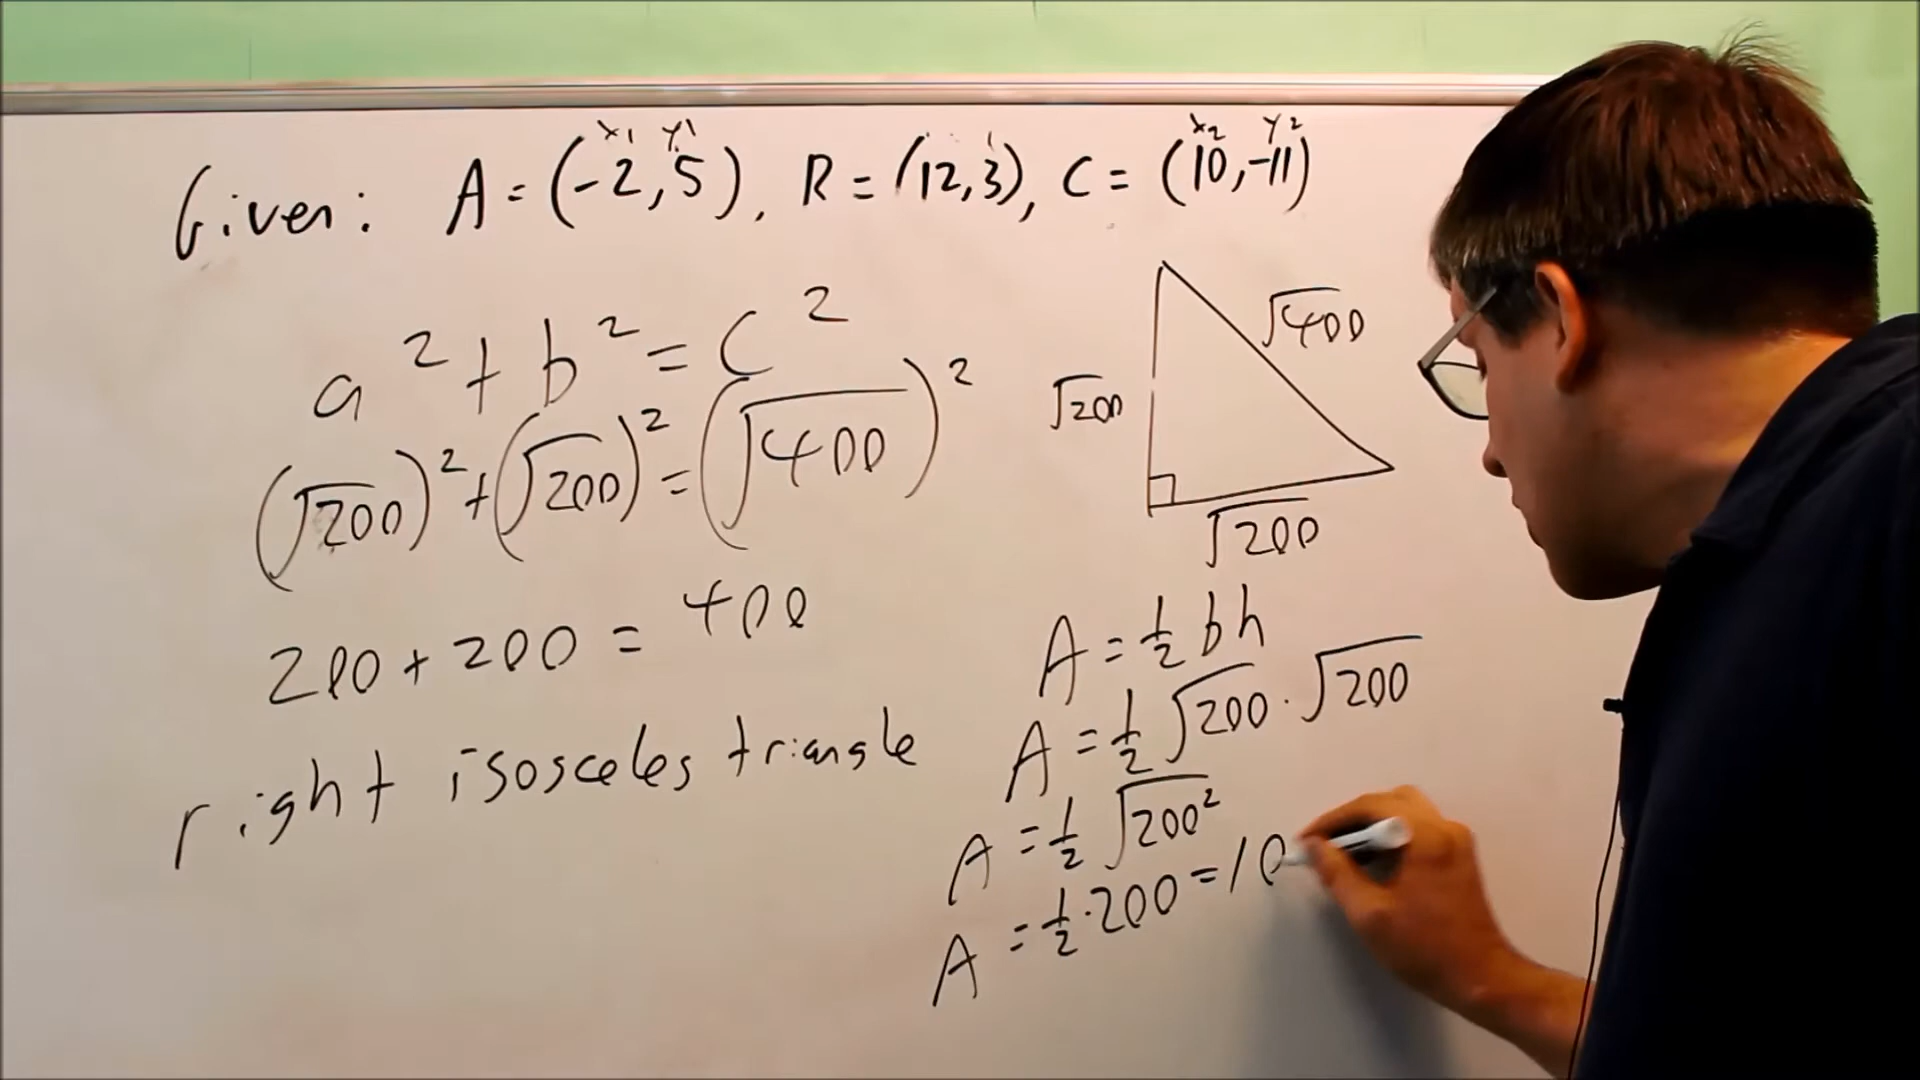 x1 y1 x2 y2
Given: A = (-2, 5), R = (12, 3), C = (10, -11)
a² + b² = c²
(√200)² + (√200)² = (√400)²
200 + 200 = 400
right isosceles triangle
√400
√200
√200
A = 1/2 bh
A = 1/2 √200 · √200
A = 1/2 √200²
A = 1/2 · 200 = 10